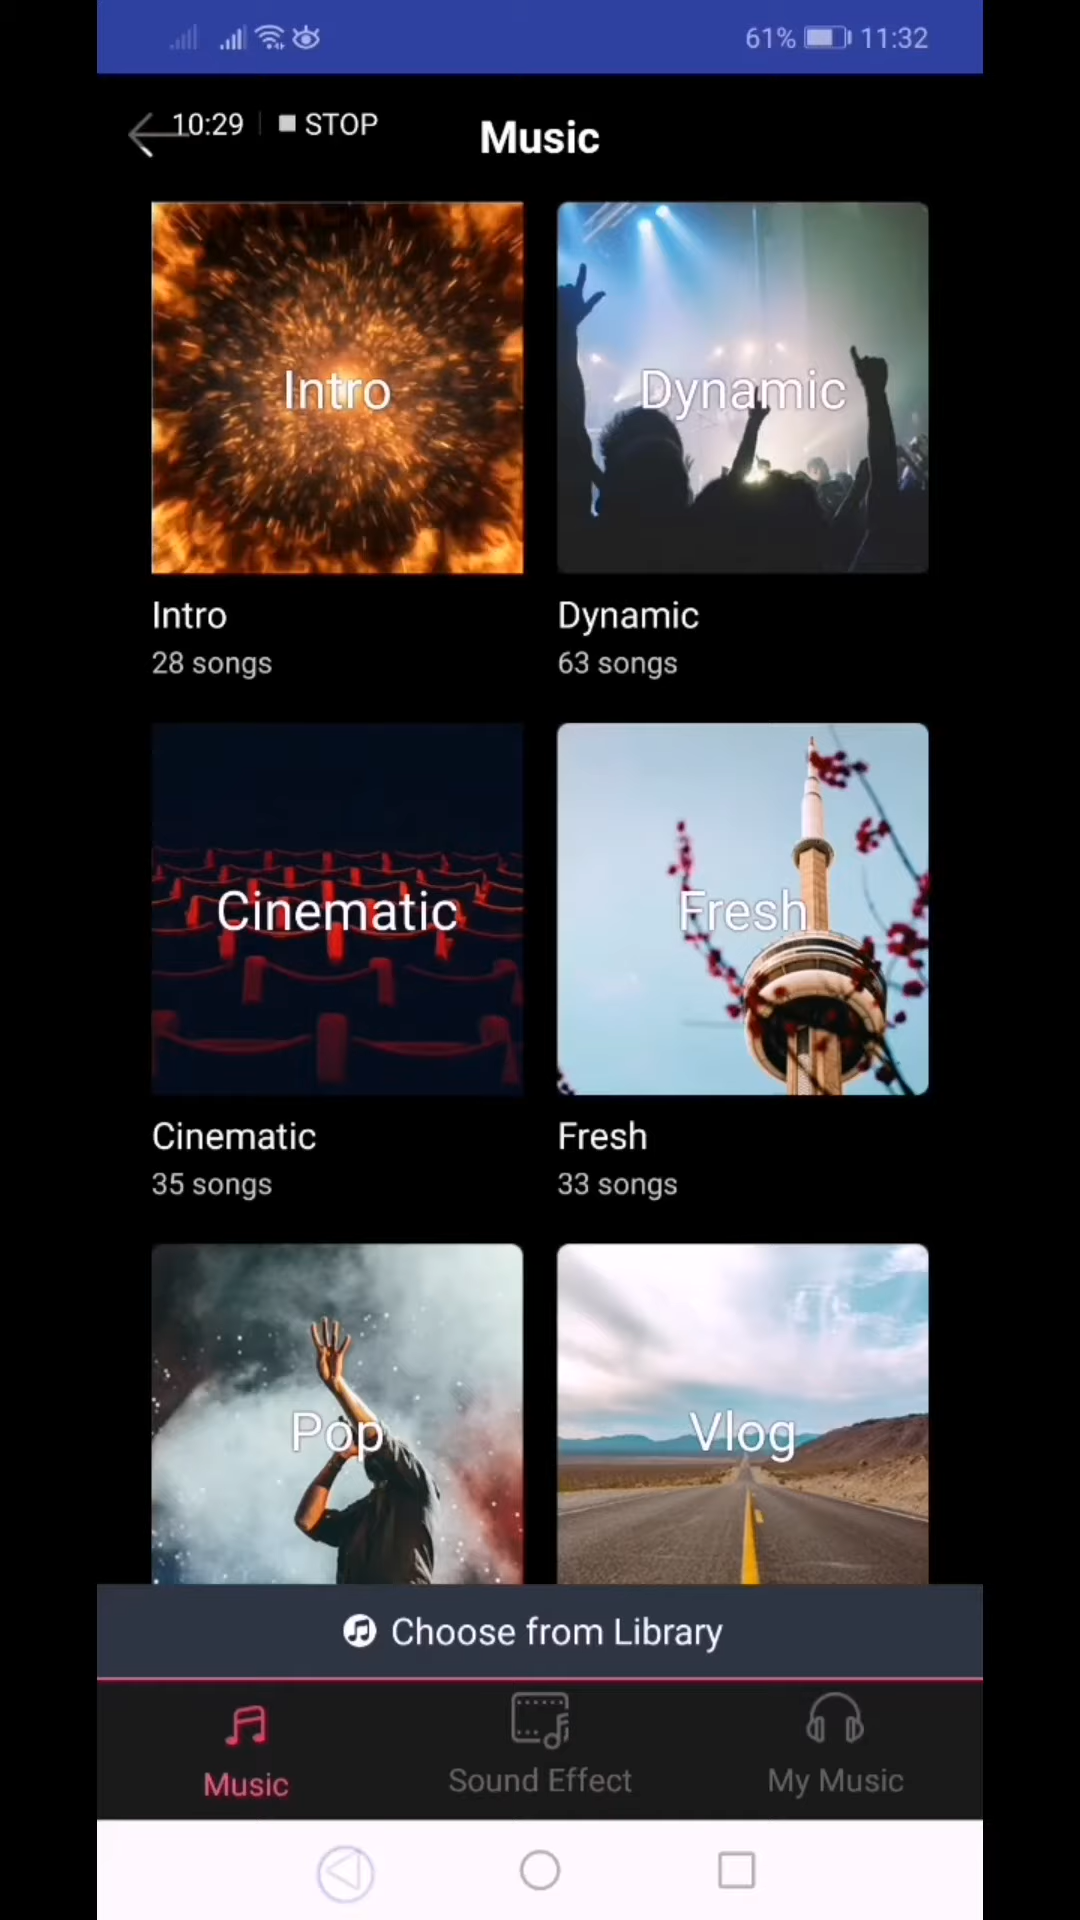 61% 11:32
10:29 STOP
Music
Intro
Dynamic
Intro
28 songs
Dynamic
63 songs
Cinematic
Fresh
Cinematic
35 songs
Fresh
33 songs
Pop
Vlog
Choose from Library
Music
Sound Effect
My Music